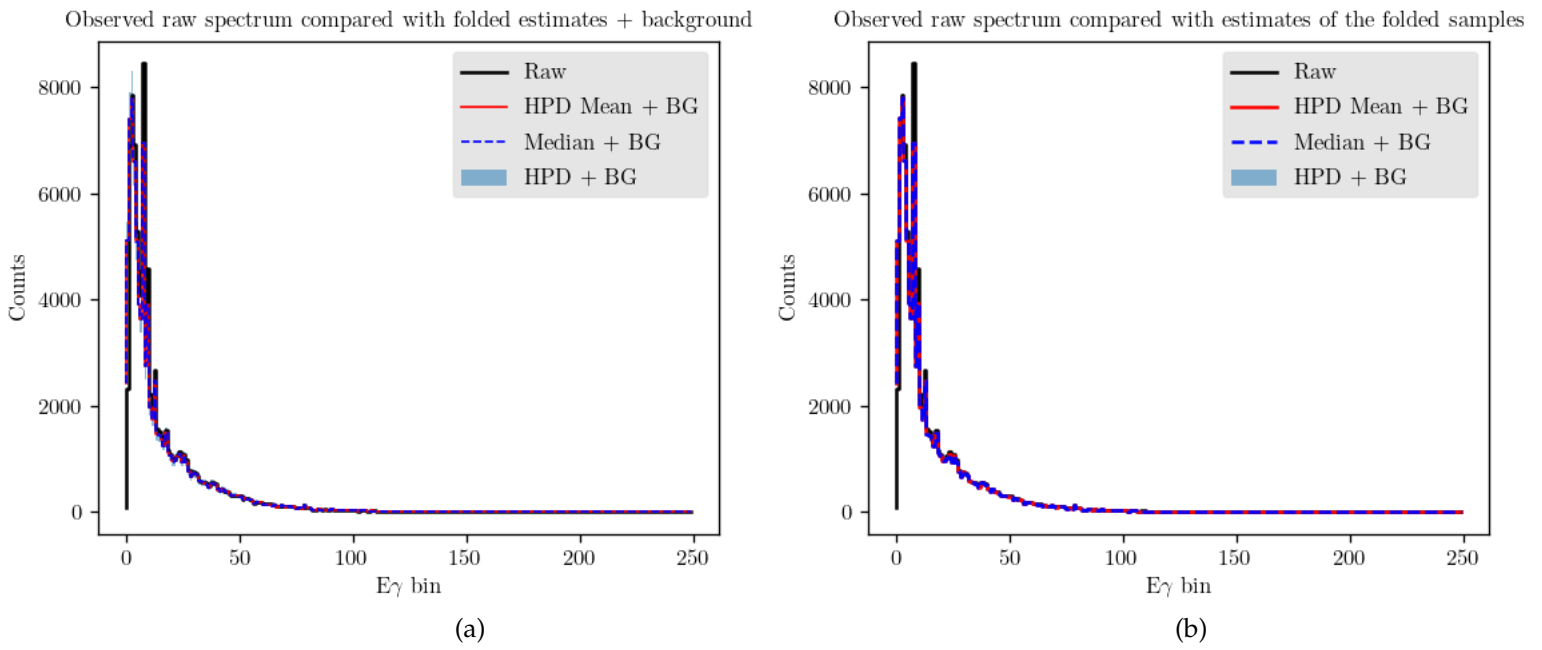 Observed raw spectrum compared with folded estimates + background
8000
6000
4000
2000
0
Counts
Raw
HPD Mean + BG
Median + BG
HPD + BG
0 50 100 150 200 250
Eγ bin
(a)
Observed raw spectrum compared with estimates of the folded samples
8000
6000
4000
2000
0
Counts
Raw
HPD Mean + BG
Median + BG
HPD + BG
0 50 100 150 200 250
Eγ bin
(b)